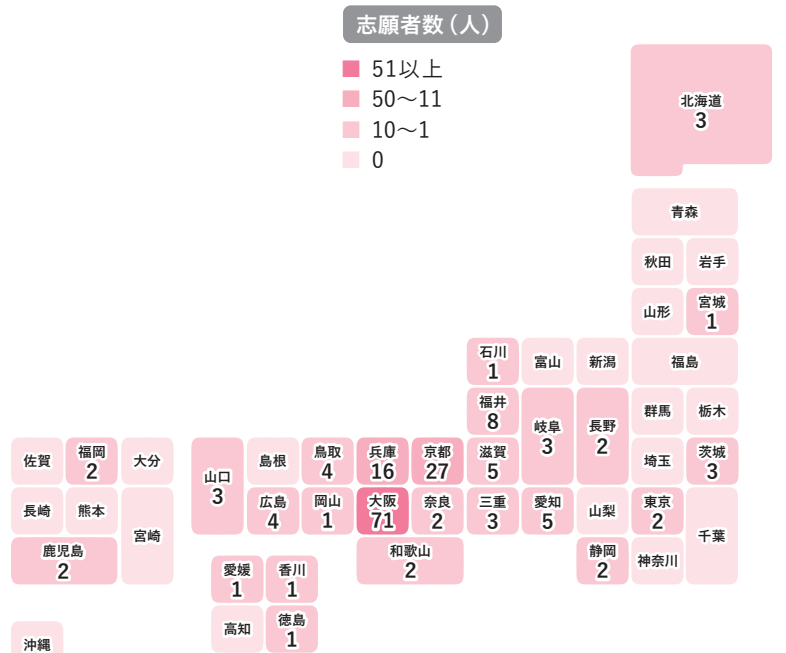 志願者数（人）
51以上
50〜11
10〜1
0
北海道
3
青森
秋田
岩手
山形
宮城
1
石川
1
富山
新潟
福島
福井
8
岐阜
3
長野
2
群馬
栃木
佐賀
福岡
2
大分
山口
3
島根
鳥取
4
兵庫
16
京都
27
滋賀
5
埼玉
茨城
3
長崎
熊本
宮崎
広島
4
岡山
1
大阪
71
奈良
2
三重
3
愛知
5
山梨
東京
2
千葉
鹿児島
2
和歌山
2
静岡
2
神奈川
愛媛
1
香川
1
高知
徳島
1
沖縄